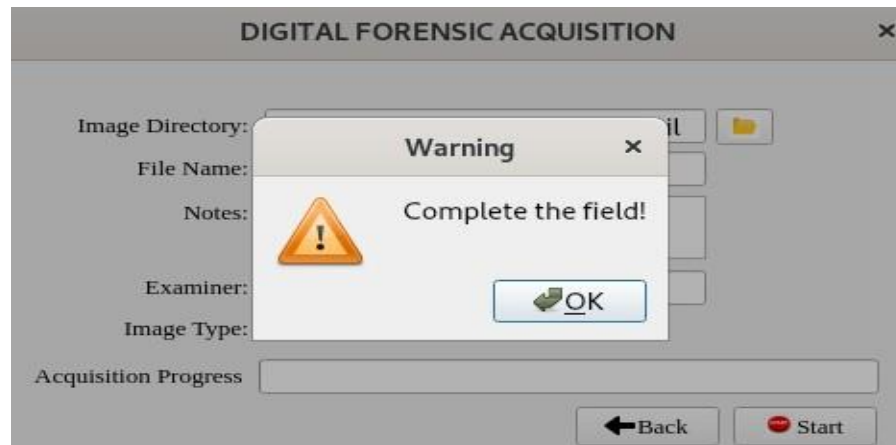 DIGITAL FORENSIC ACQUISITION
Image Directory:
Warning
File Name:
Notes:
Complete the field!
Examiner:
OK
Image Type:
Acquisition Progress
Back
Start